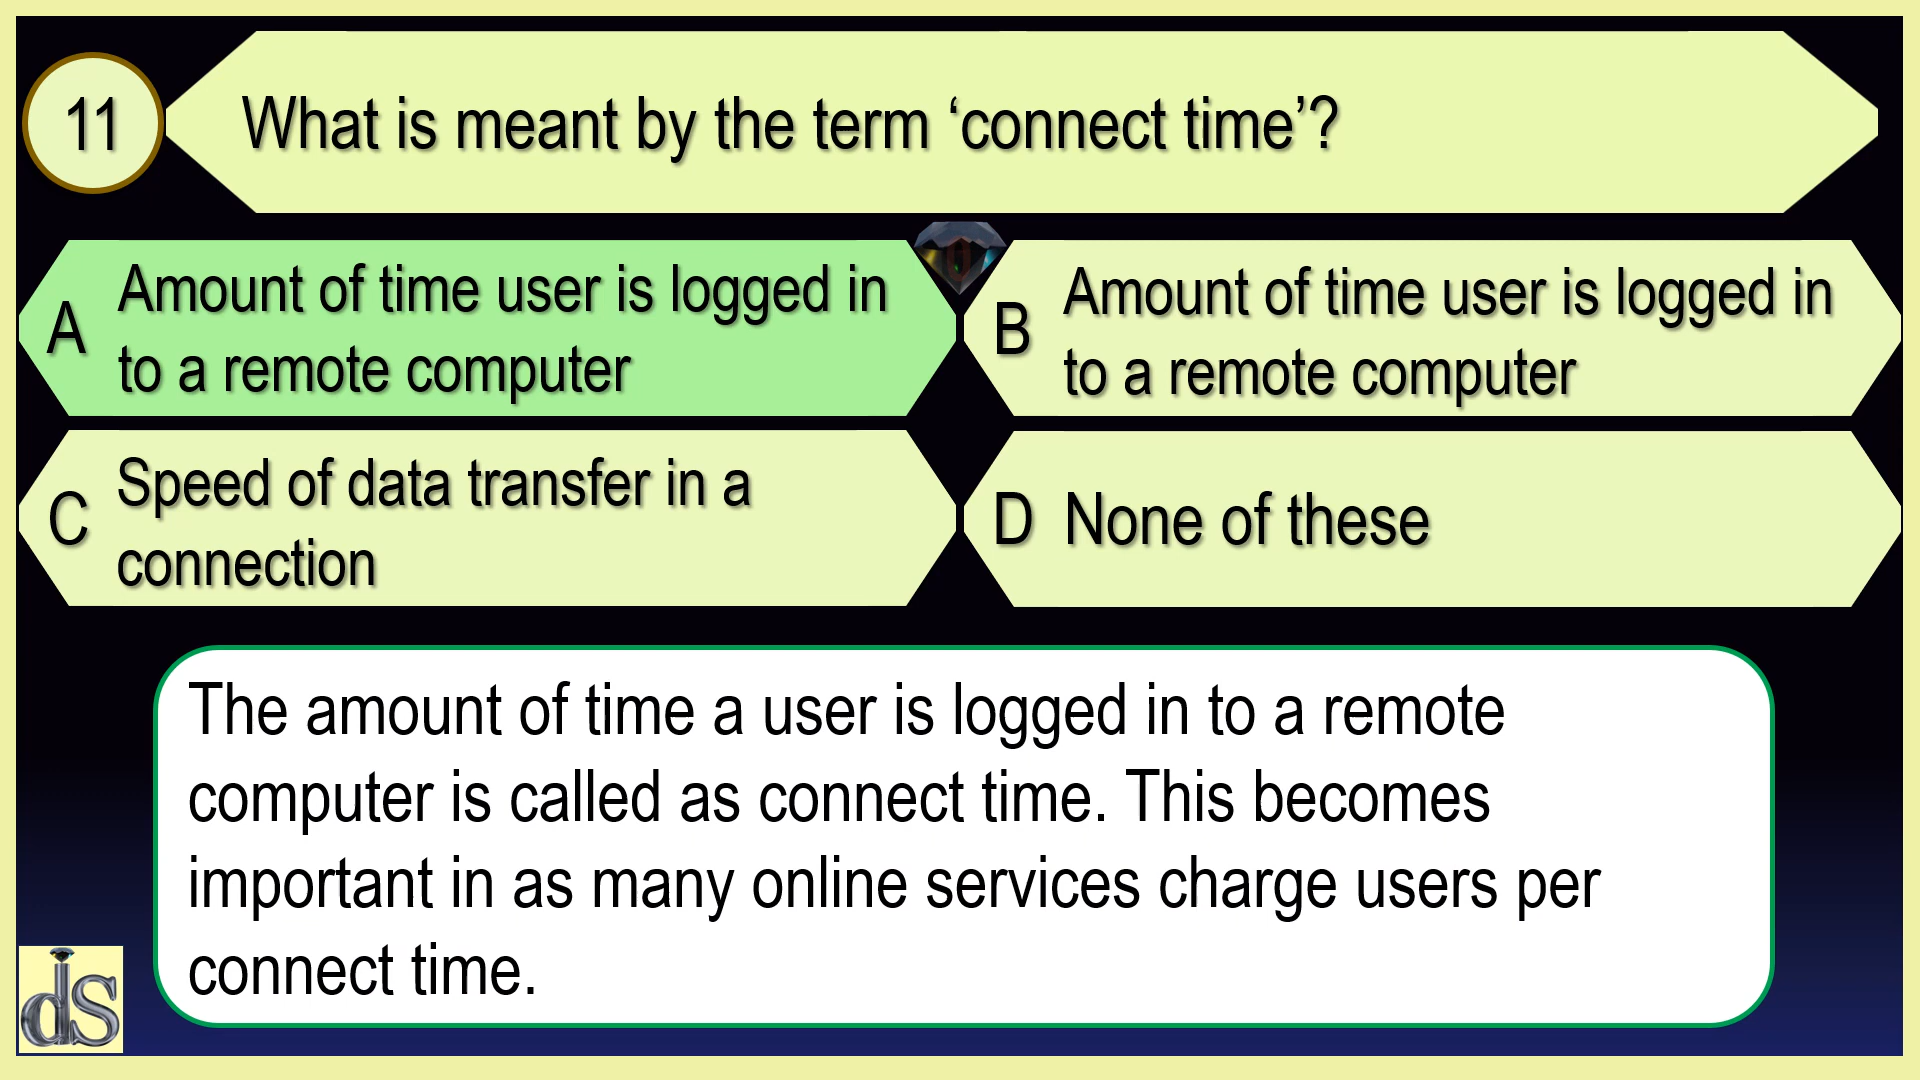 11
What is meant by the term ‘connect time’?
A
Amount of time user is logged in
to a remote computer
B
Amount of time user is logged in
to a remote computer
C
Speed of data transfer in a
connection
D
None of these
The amount of time a user is logged in to a remote
computer is called as connect time. This becomes
important in as many online services charge users per
connect time.
ds